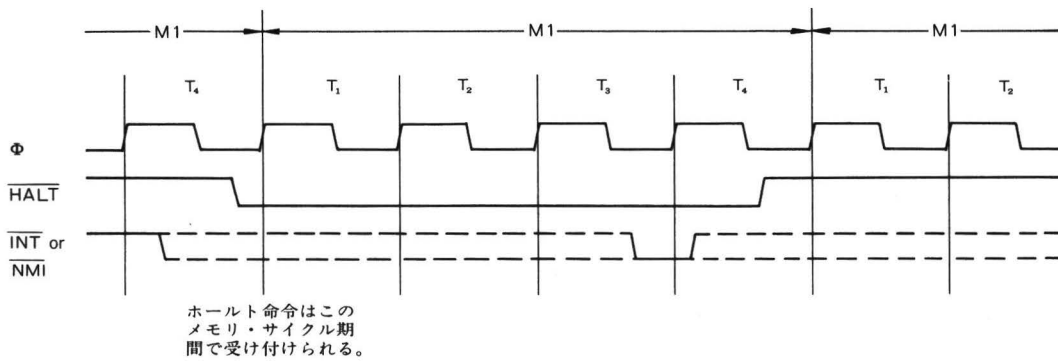 M1 M1 M1
T₄ T₁ T₂ T₃ T₄ T₁ T₂
Φ
HALT
INT or
NMI
ホールト命令はこの
メモリ・サイクル期
間で受け付けられる。